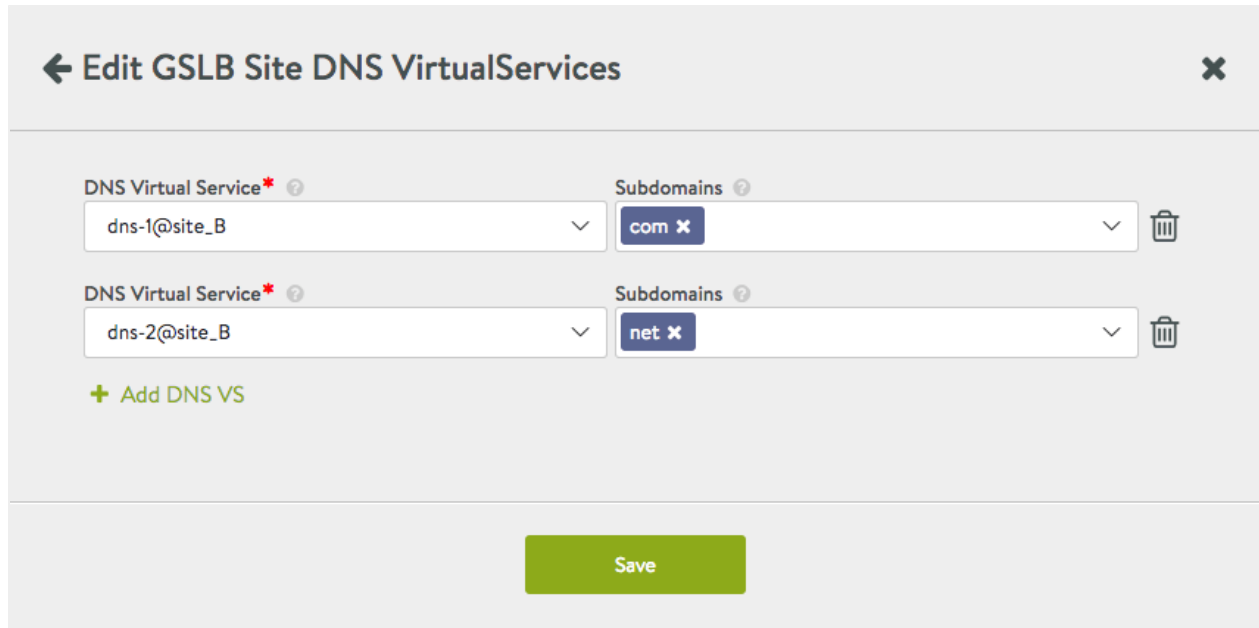 Edit GSLB Site DNS VirtualServices
DNS Virtual Service* Subdomains
dns-1@site_B com
DNS Virtual Service* Subdomains
dns-2@site_B net
+ Add DNS VS
Save